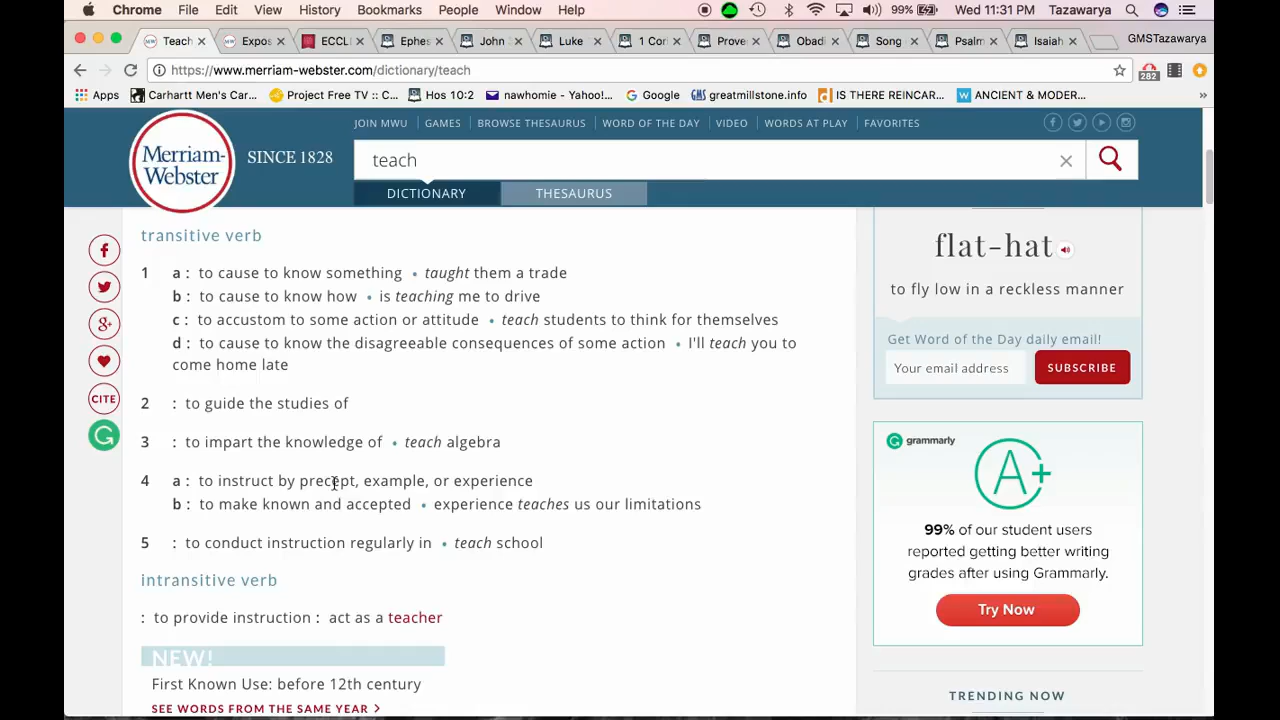 Chrome File Edit View History Bookmarks People Window Help 99% Wed 11:31 PM Tazawarya
Teach Expos ECCLI Ephes John Luke 1 Cor Prove Obadi Song Psalm Isaiah GMSTazawarya
https://www.merriam-webster.com/dictionary/teach 282
Apps Carhartt Men's Car... Project Free TV :: C... Hos 10:2 nawhomie - Yahoo!... Google GMS greatmillstone.info IS THERE REINCAR... W ANCIENT & MODER... »
JOIN MWU GAMES BROWSE THESAURUS WORD OF THE DAY VIDEO WORDS AT PLAY FAVORITES
Merriam-
Webster
SINCE 1828
teach
DICTIONARY THESAURUS
transitive verb
1 a : to cause to know something • taught them a trade
b : to cause to know how • is teaching me to drive
c : to accustom to some action or attitude • teach students to think for themselves
d : to cause to know the disagreeable consequences of some action • I'll teach you to
come home late
2 : to guide the studies of
3 : to impart the knowledge of • teach algebra
4 a : to instruct by precept, example, or experience
b : to make known and accepted • experience teaches us our limitations
5 : to conduct instruction regularly in • teach school
intransitive verb
: to provide instruction : act as a teacher
NEW!
First Known Use: before 12th century
SEE WORDS FROM THE SAME YEAR >
CITE
flat-hat
to fly low in a reckless manner
Get Word of the Day daily email!
Your email address SUBSCRIBE
grammarly
A+
99% of our student users
reported getting better writing
grades after using Grammarly.
Try Now
TRENDING NOW